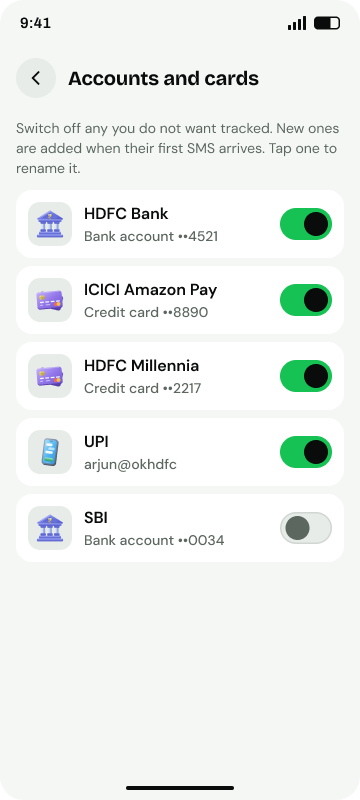 9:41
Accounts and cards
Switch off any you do not want tracked. New ones
are added when their first SMS arrives. Tap one to
rename it.
HDFC Bank
Bank account ••4521
ICICI Amazon Pay
Credit card ••8890
HDFC Millennia
Credit card ••2217
UPI
arjun@okhdfc
SBI
Bank account ••0034